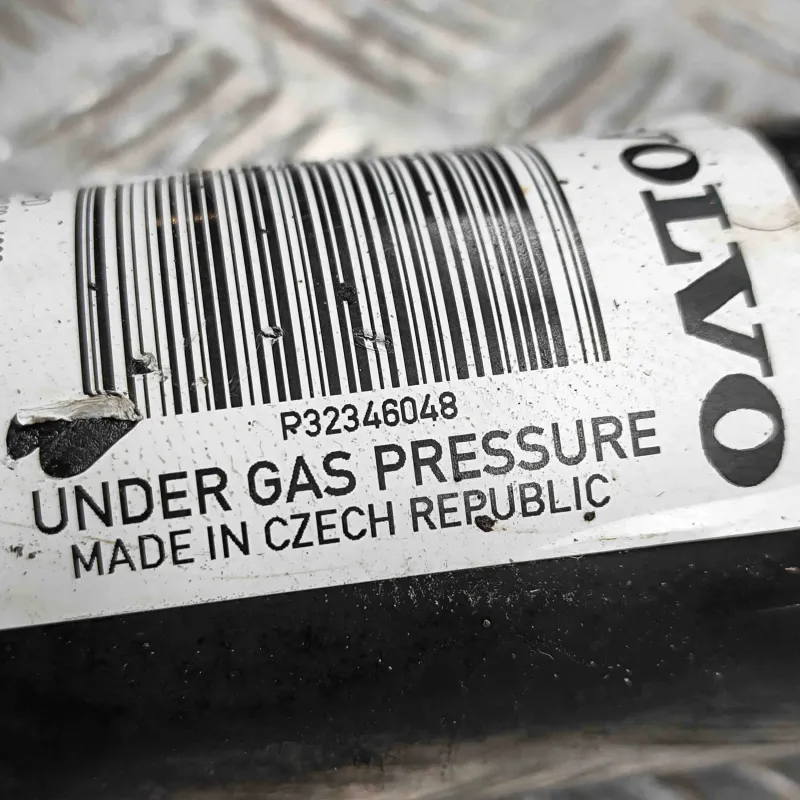 R32346048
UNDER GAS PRESSURE
MADE IN CZECH REPUBLIC
VOLVO